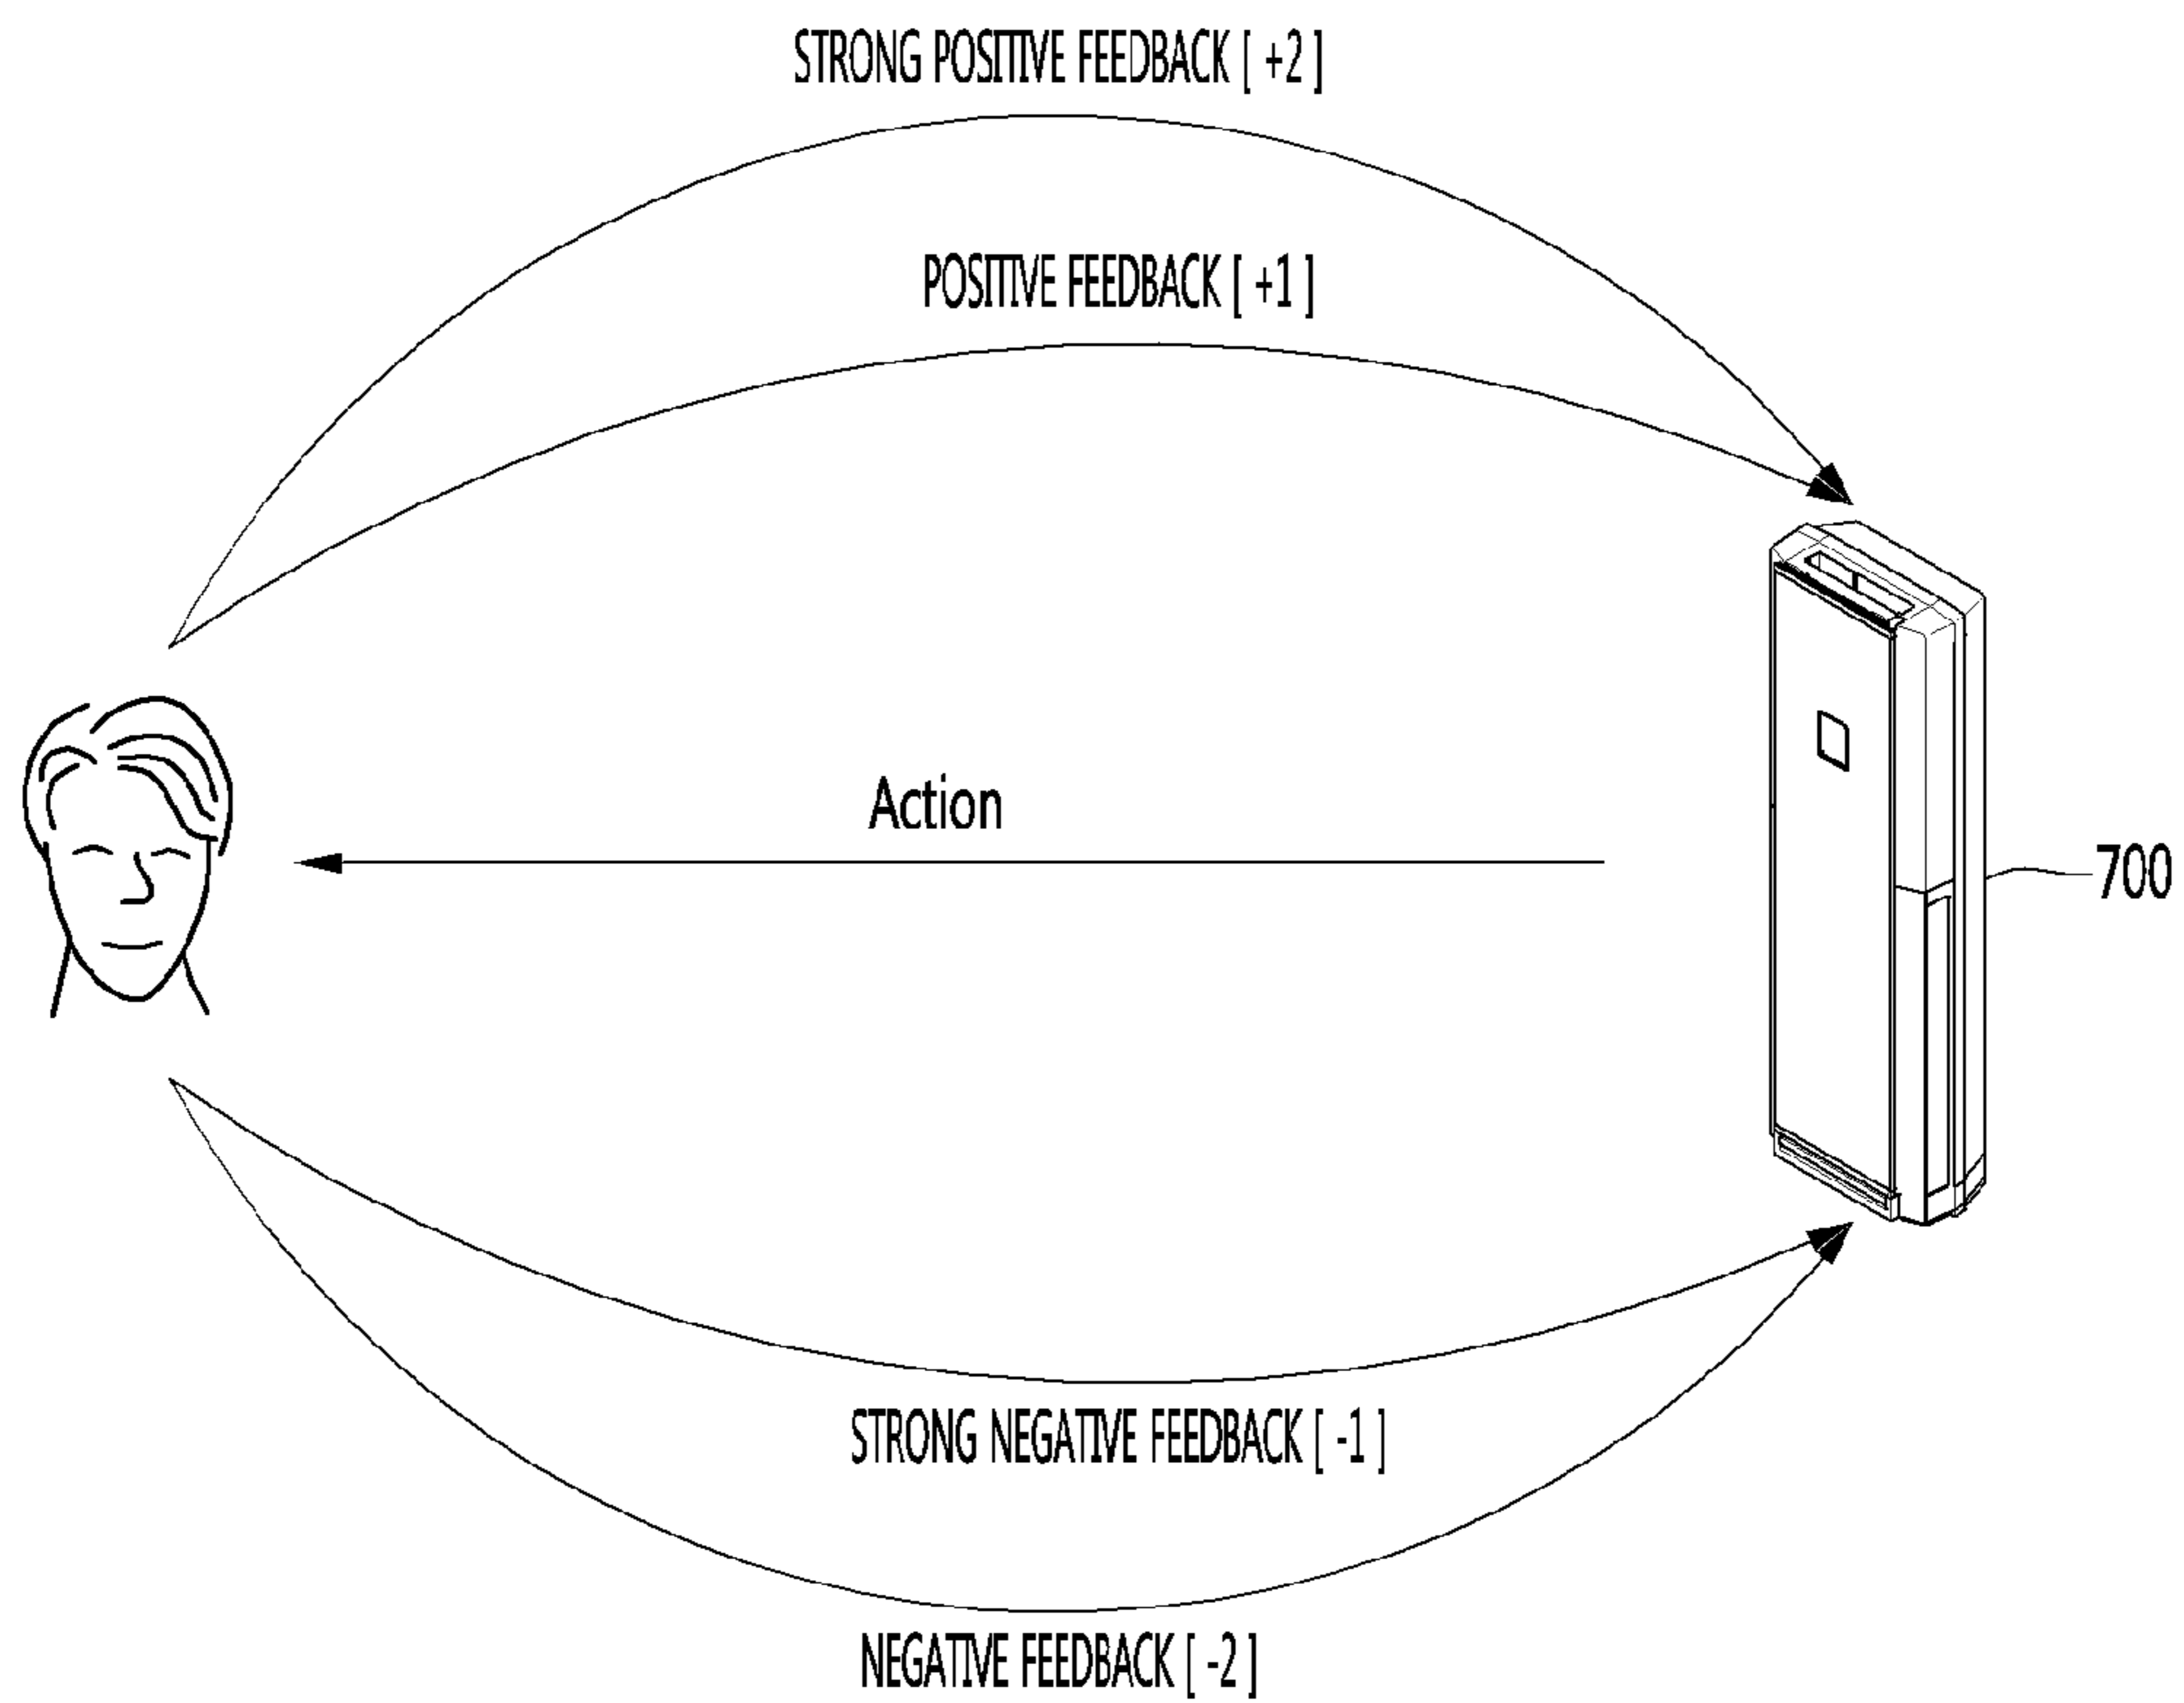 STRONG POSITIVE FEEDBACK [ +2 ]
POSITIVE FEEDBACK [ +1 ]
Action
700
STRONG NEGATIVE FEEDBACK [ -1 ]
NEGATIVE FEEDBACK [ -2 ]